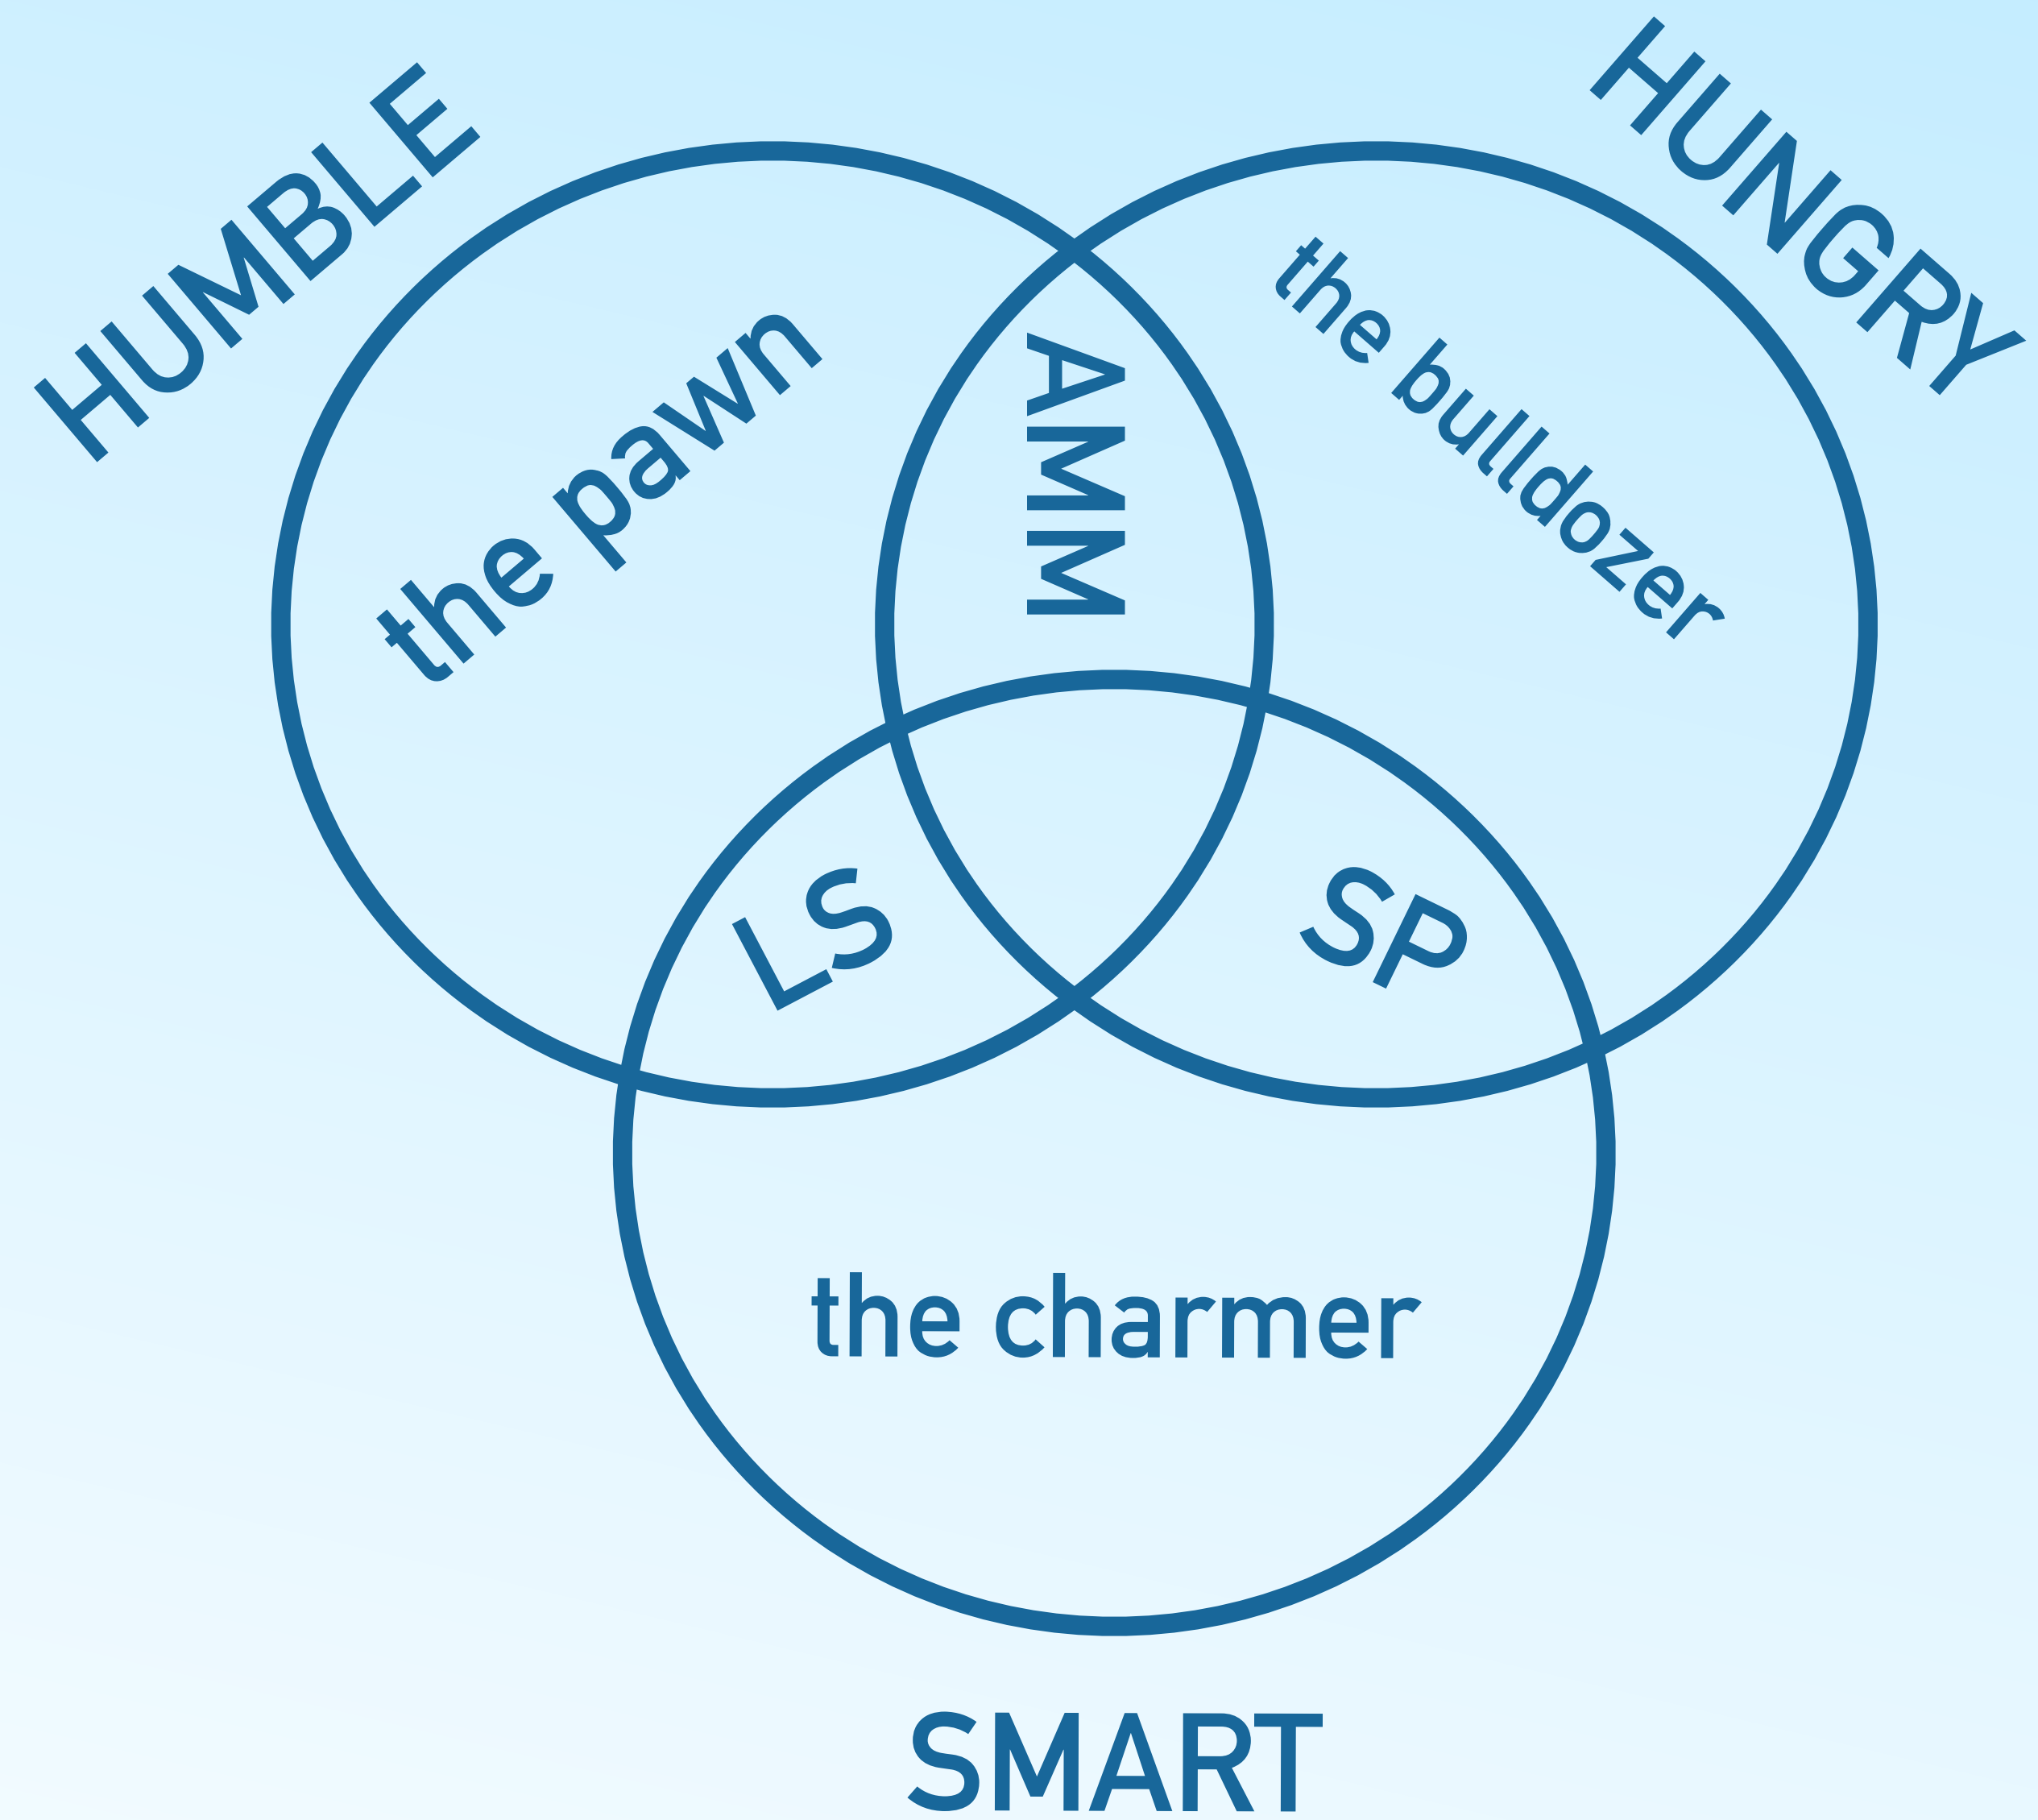 HUMBLE
HUNGRY
the pawn
AMM
the bulldozer
LS
SP
the charmer
SMART